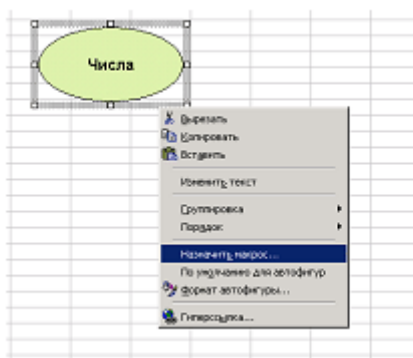 Числа
Вырезать
Копировать
Вставить
Изменить текст
Группировка
Порядок
Назначить макрос...
По умолчанию для автофигур
Формат автофигуры...
Гиперссылка...